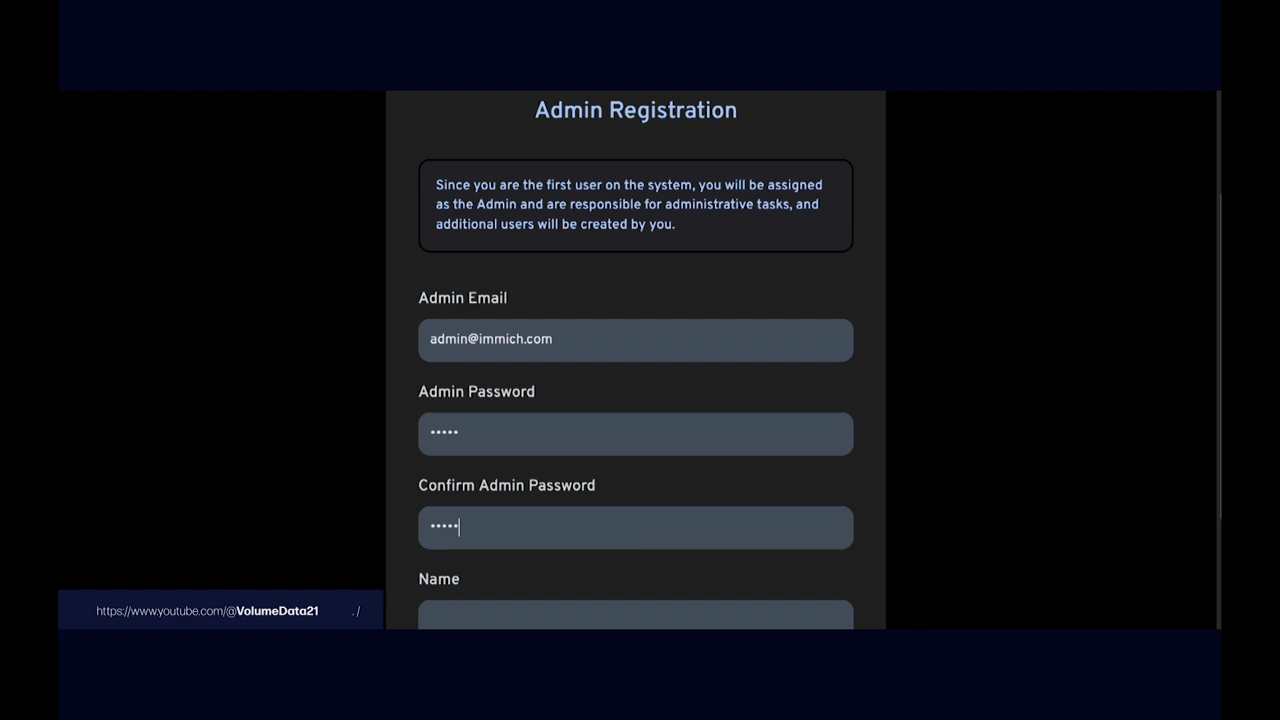 Admin Registration
Since you are the first user on the system, you will be assigned
as the Admin and are responsible for administrative tasks, and
additional users will be created by you.
Admin Email
admin@immich.com
Admin Password
•••••
Confirm Admin Password
•••••
Name
https://www.youtube.com/@VolumeData21 . /